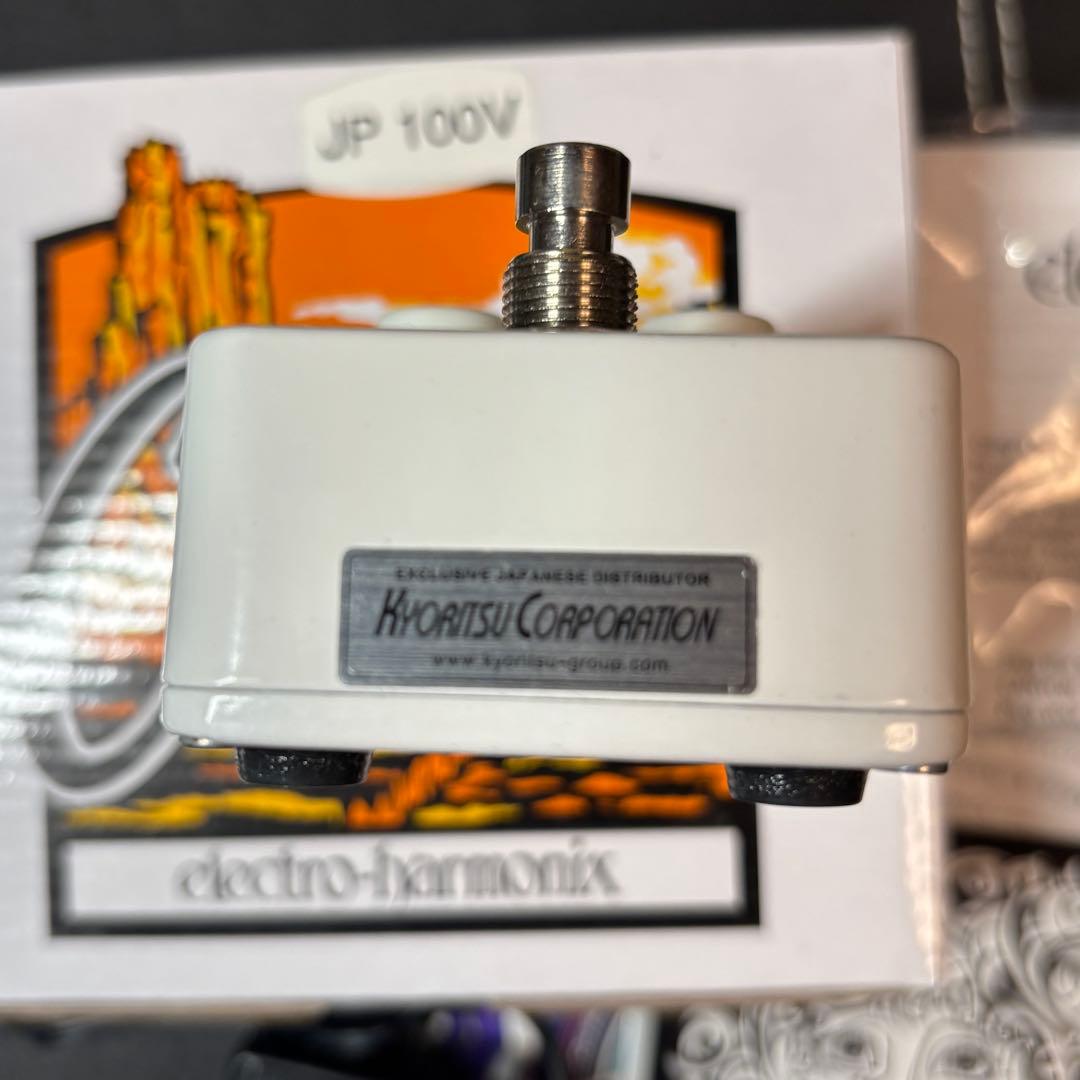 JP 100V
EXCLUSIVE JAPANESE DISTRIBUTOR
KYORITSU CORPORATION
www.kyoritsu-group.com
electro-harmonix